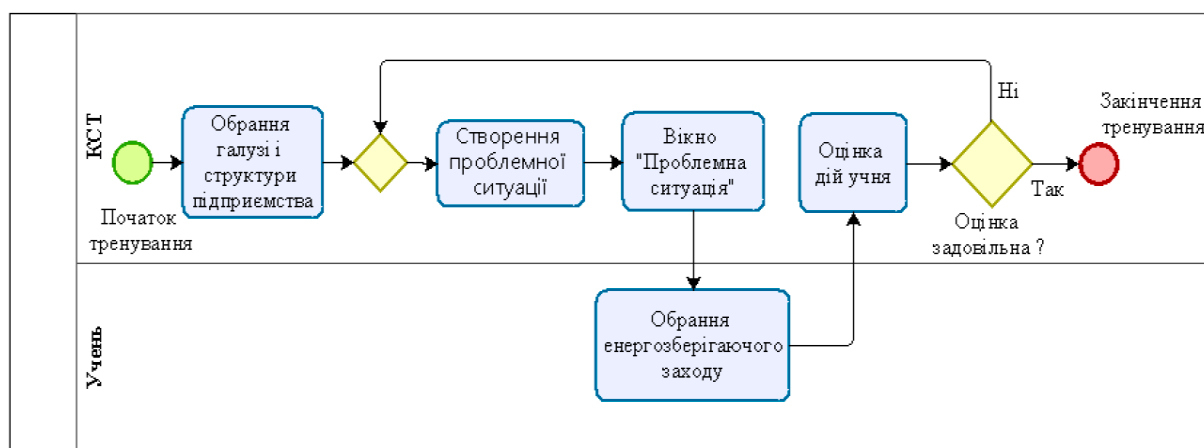 КСТ
Початок
тренування
Обрання
галузі і
структури
підприємства
Створення
проблемної
ситуації
Вікно
"Проблемна
ситуація"
Оцінка
дій учня
Ні
Так
Оцінка
задовільна ?
Закінчення
тренування
Учень
Обрання
енергозберігаючого
заходу